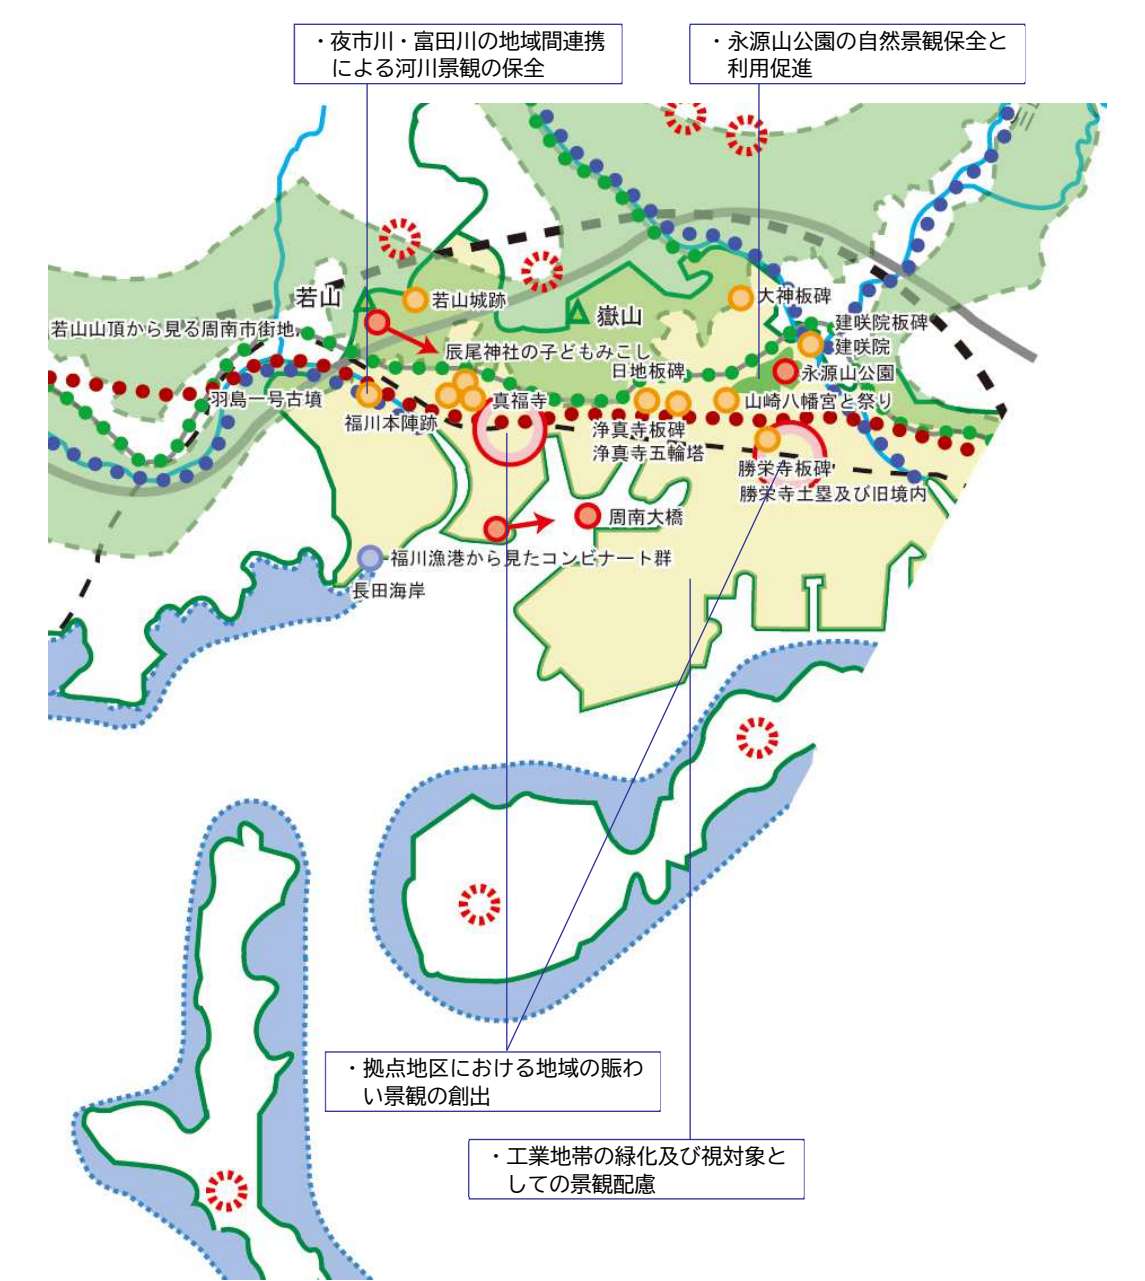 ・夜市川・富田川の地域間連携
による河川景観の保全
・永源山公園の自然景観保全と
利用促進
若山
若山城跡
大神板碑
嶽山
若山山頂から見る周南市街地
建咲院板碑
建咲院
辰尾神社の子どもみこし
日地板碑
永源山公園
羽島一号古墳
真福寺
山崎八幡宮と祭り
福川本陣跡
浄真寺板碑
浄真寺五輪塔
勝栄寺板碑
勝栄寺土塁及び旧境内
周南大橋
福川漁港から見たコンビナート群
長田海岸
・拠点地区における地域の賑わ
い景観の創出
・工業地帯の緑化及び視対象と
しての景観配慮